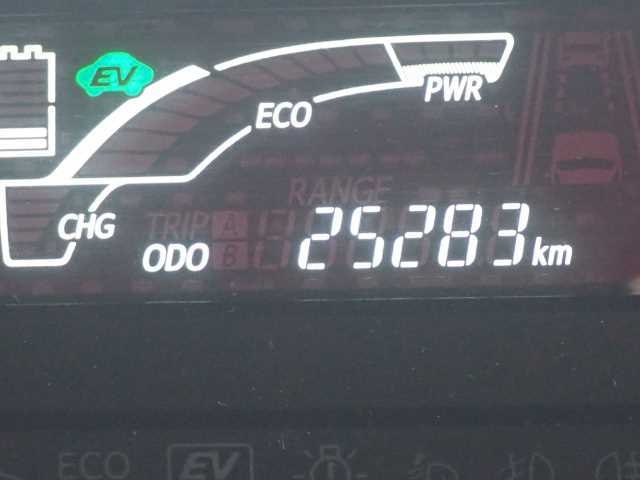 EV
PWR
ECO
RANGE
CHG
TRIP A
B
ODO 25283 km
ECO
EV